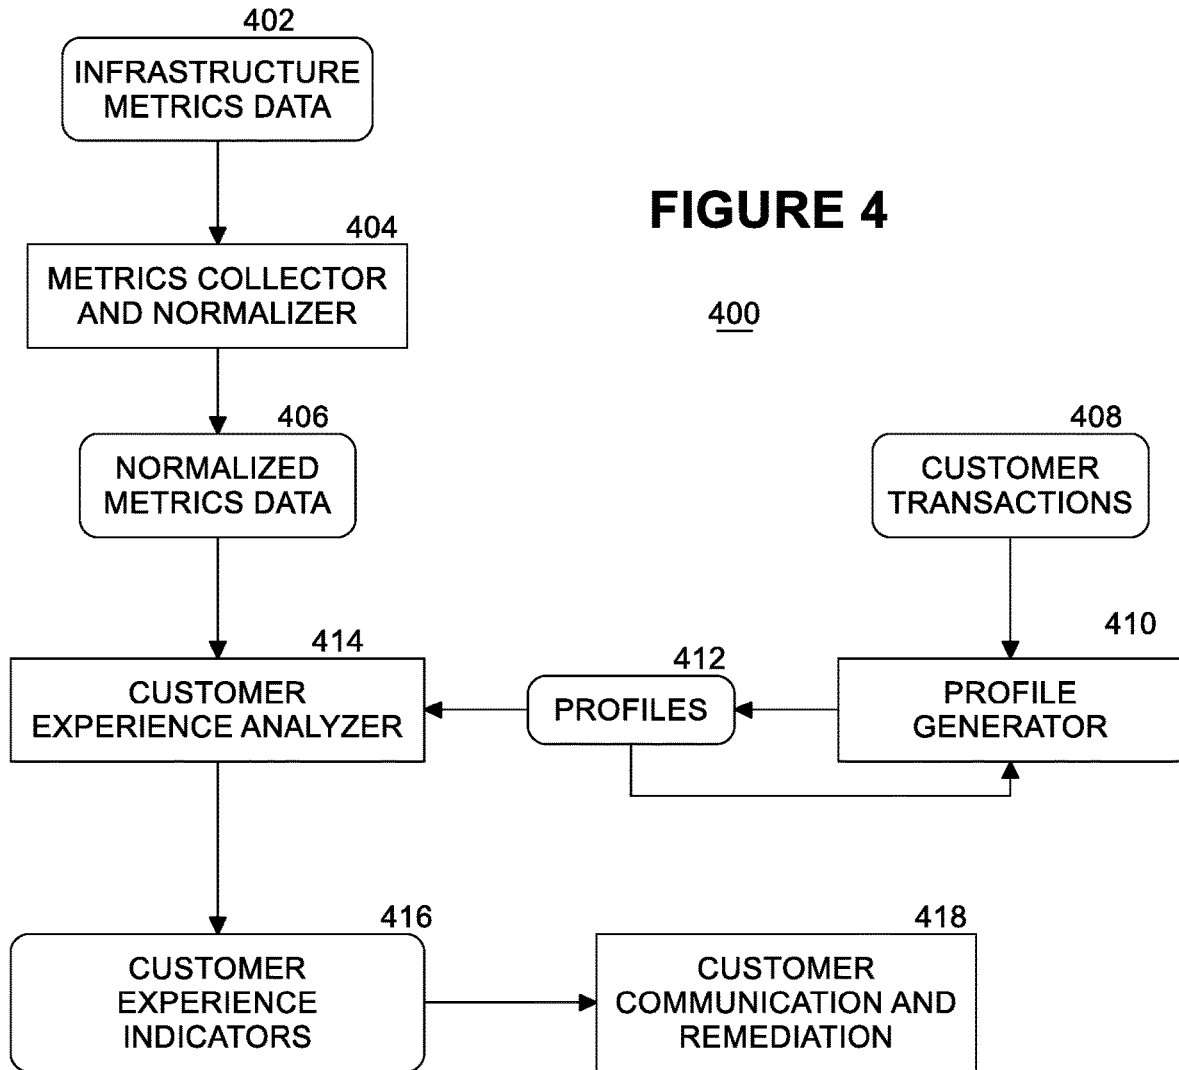 402
INFRASTRUCTURE
METRICS DATA
FIGURE 4
404
METRICS COLLECTOR
AND NORMALIZER
400
406
NORMALIZED
METRICS DATA
408
CUSTOMER
TRANSACTIONS
414
CUSTOMER
EXPERIENCE ANALYZER
412
PROFILES
410
PROFILE
GENERATOR
416
CUSTOMER
EXPERIENCE
INDICATORS
418
CUSTOMER
COMMUNICATION AND
REMEDIATION